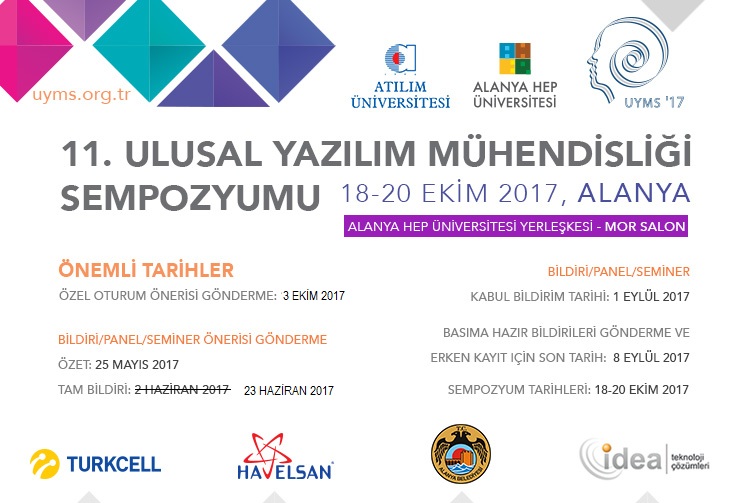 uyms.org.tr
ATILIM
ÜNİVERSİTESİ
ALANYA HEP
ÜNİVERSİTESİ
UYMS '17
11. ULUSAL YAZILIM MÜHENDİSLİĞİ
SEMPOZYUMU 18-20 EKİM 2017, ALANYA
ALANYA HEP ÜNİVERSİTESİ YERLEŞKESİ - MOR SALON
ÖNEMLİ TARİHLER
ÖZEL OTURUM ÖNERİSİ GÖNDERME: 3 EKİM 2017
BİLDİRİ/PANEL/SEMİNER ÖNERİSİ GÖNDERME
ÖZET: 25 MAYIS 2017
TAM BİLDİRİ: 2 HAZİRAN 2017 23 HAZİRAN 2017
BİLDİRİ/PANEL/SEMİNER
KABUL BİLDİRİM TARİHİ: 1 EYLÜL 2017
BASIMA HAZIR BİLDİRİLERİ GÖNDERME VE
ERKEN KAYIT IÇIN SON TARİH: 8 EYLÜL 2017
SEMPOZYUM TARİHLERİ: 18-20 EKİM 2017
TURKCELL
HAVELSAN
T.C.
ALANYA BELEDİYESİ
idea teknoloji
çözümleri